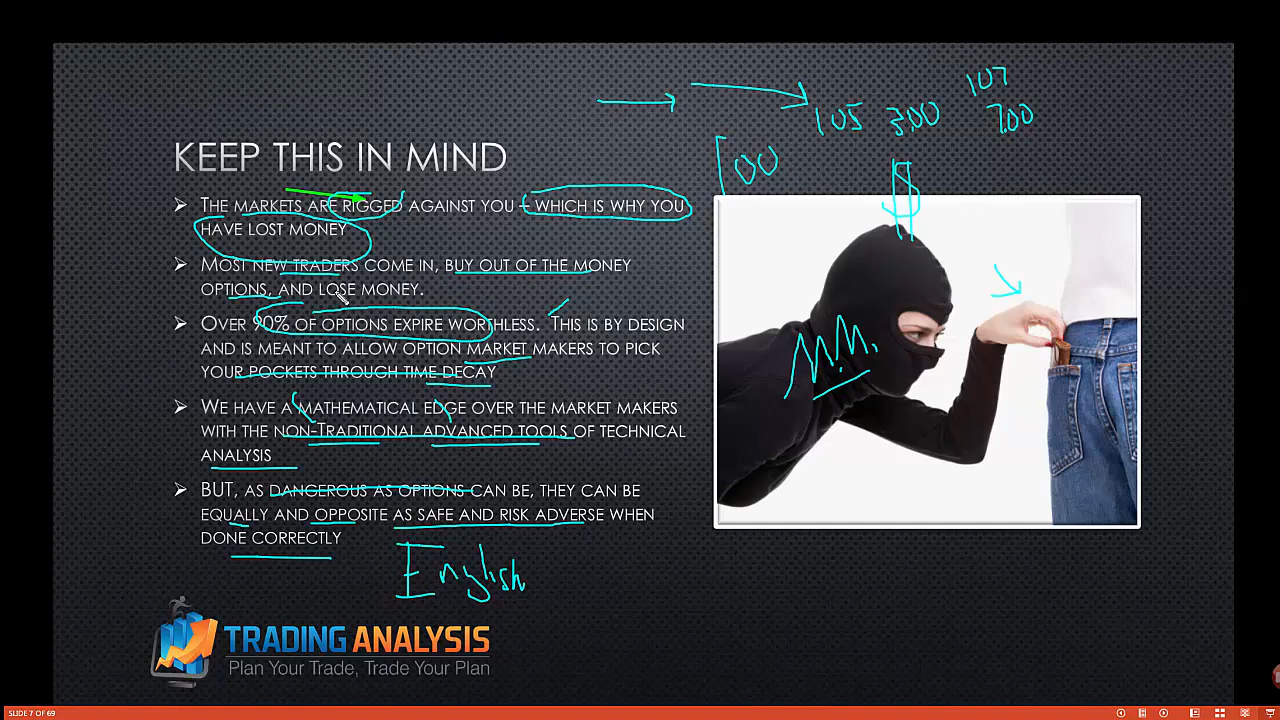 107
105 3.00 7.00
100
KEEP THIS IN MIND
THE MARKETS ARE RIGGED AGAINST YOU – WHICH IS WHY YOU
HAVE LOST MONEY
MOST NEW TRADERS COME IN, BUY OUT OF THE MONEY
OPTIONS, AND LOSE MONEY.
OVER 90% OF OPTIONS EXPIRE WORTHLESS. THIS IS BY DESIGN
AND IS MEANT TO ALLOW OPTION MARKET MAKERS TO PICK
YOUR POCKETS THROUGH TIME DECAY
WE HAVE A MATHEMATICAL EDGE OVER THE MARKET MAKERS
WITH THE NON-TRADITIONAL ADVANCED TOOLS OF TECHNICAL
ANALYSIS
BUT, AS DANGEROUS AS OPTIONS CAN BE, THEY CAN BE
EQUALLY AND OPPOSITE AS SAFE AND RISK ADVERSE WHEN
DONE CORRECTLY
M.M.
English
TRADING ANALYSIS
Plan Your Trade, Trade Your Plan
SLIDE 7 OF 69